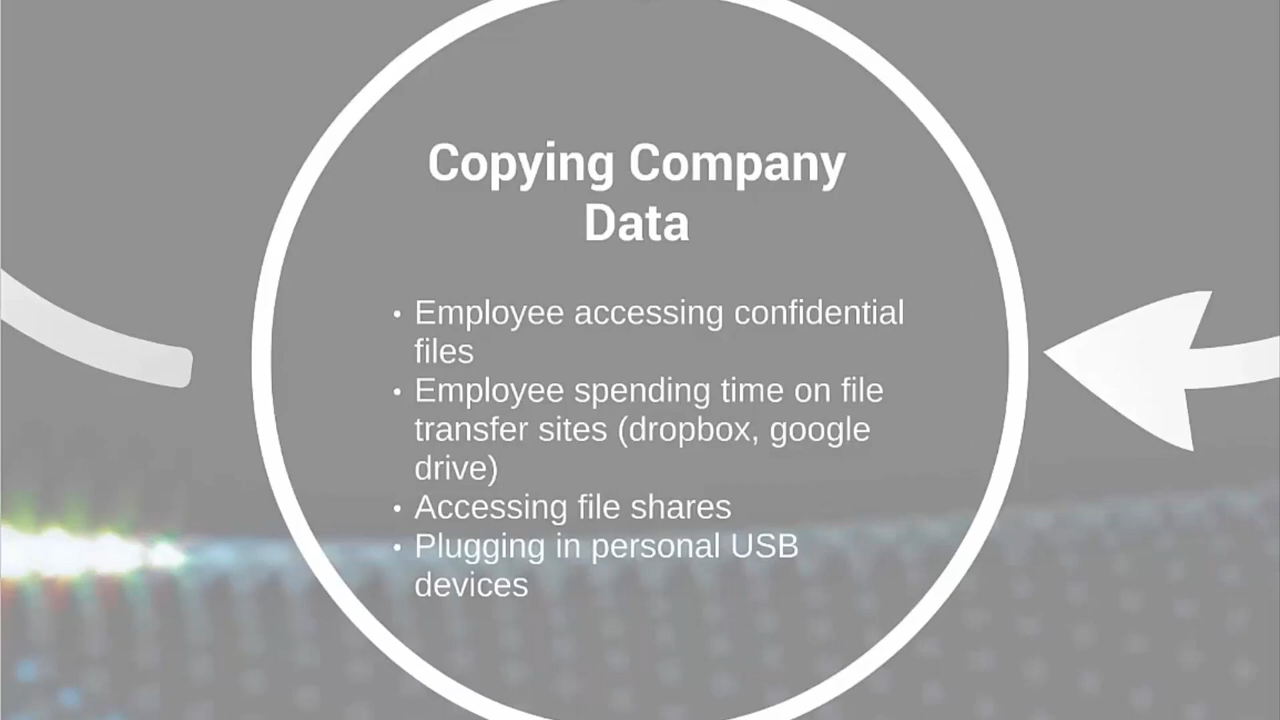 Copying Company
Data
• Employee accessing confidential
files
• Employee spending time on file
transfer sites (dropbox, google
drive)
• Accessing file shares
• Plugging in personal USB
devices